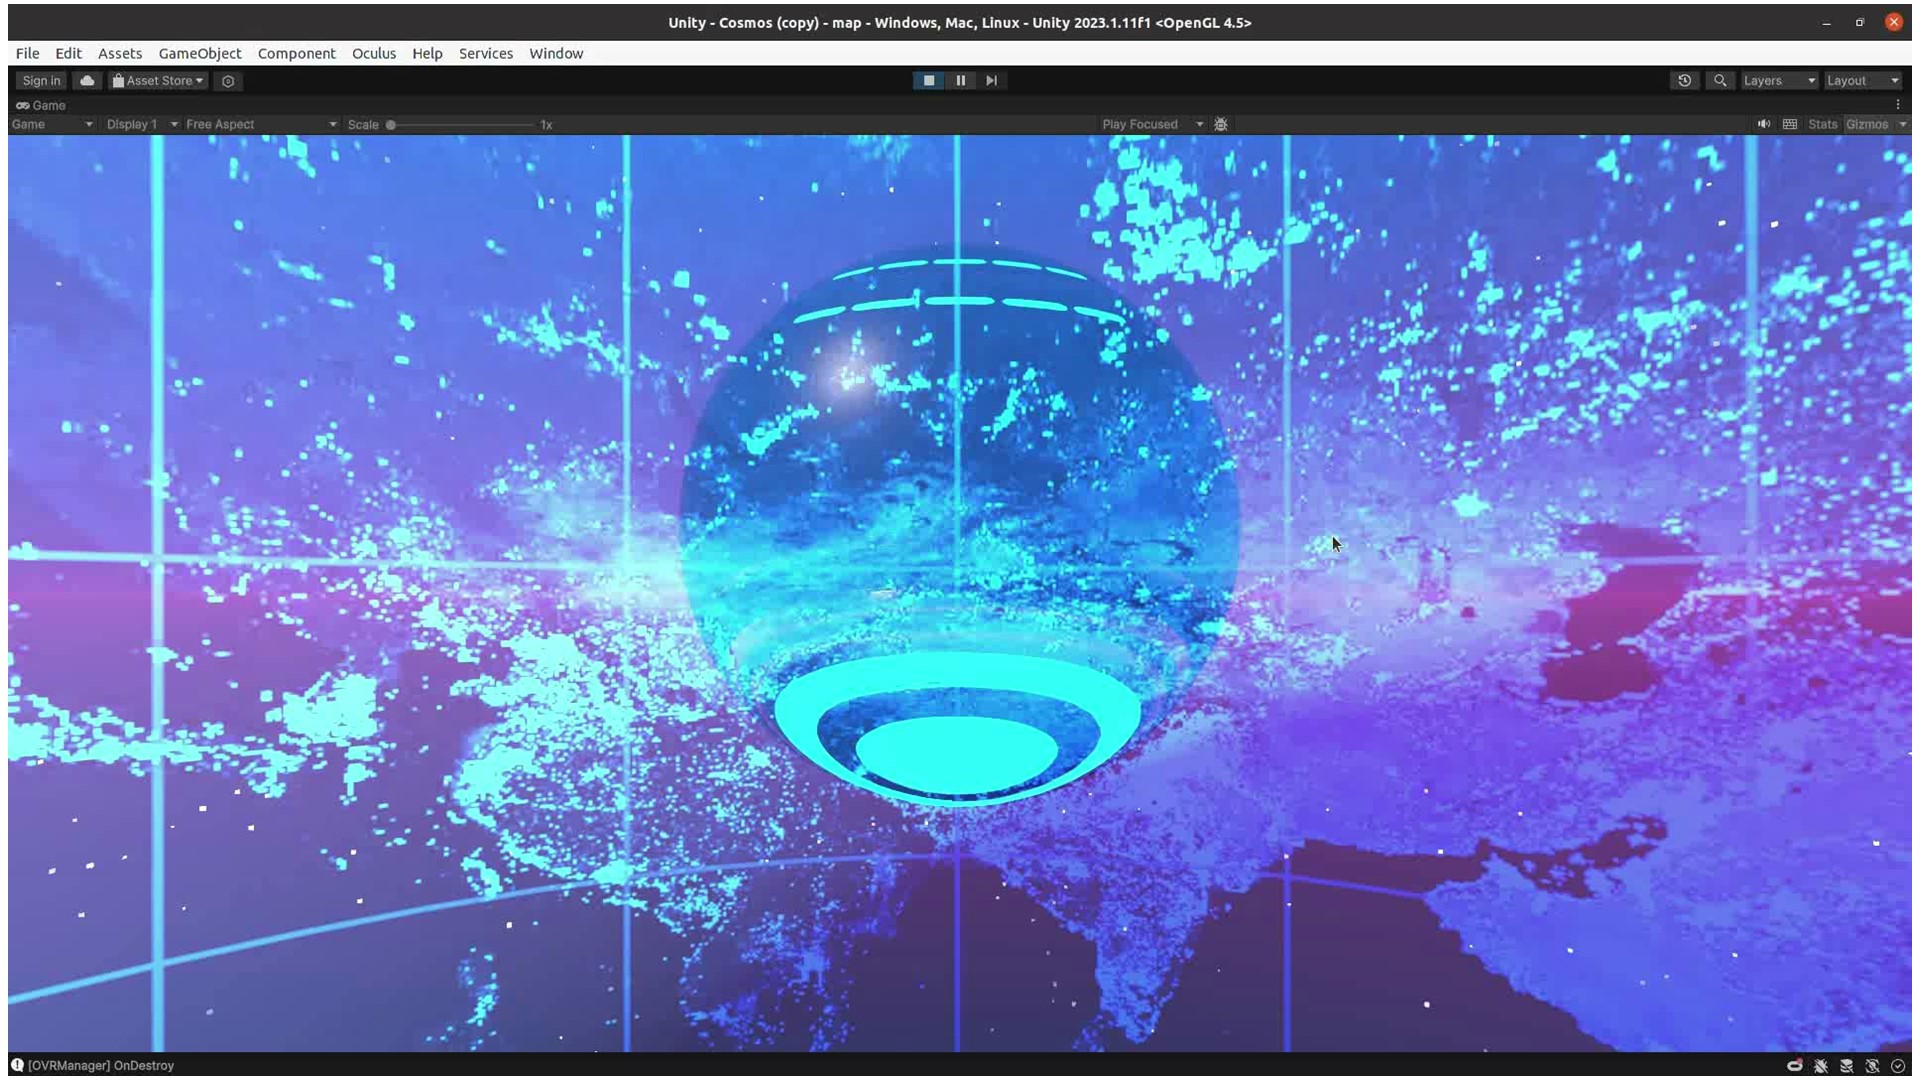 Unity - Cosmos (copy) - map - Windows, Mac, Linux - Unity 2023.1.11f1 <OpenGL 4.5>
File Edit Assets GameObject Component Oculus Help Services Window
Sign in Asset Store Layers Layout
Game
Game Display 1 Free Aspect Scale 1x Play Focused Stats Gizmos
[OVRManager] OnDestroy